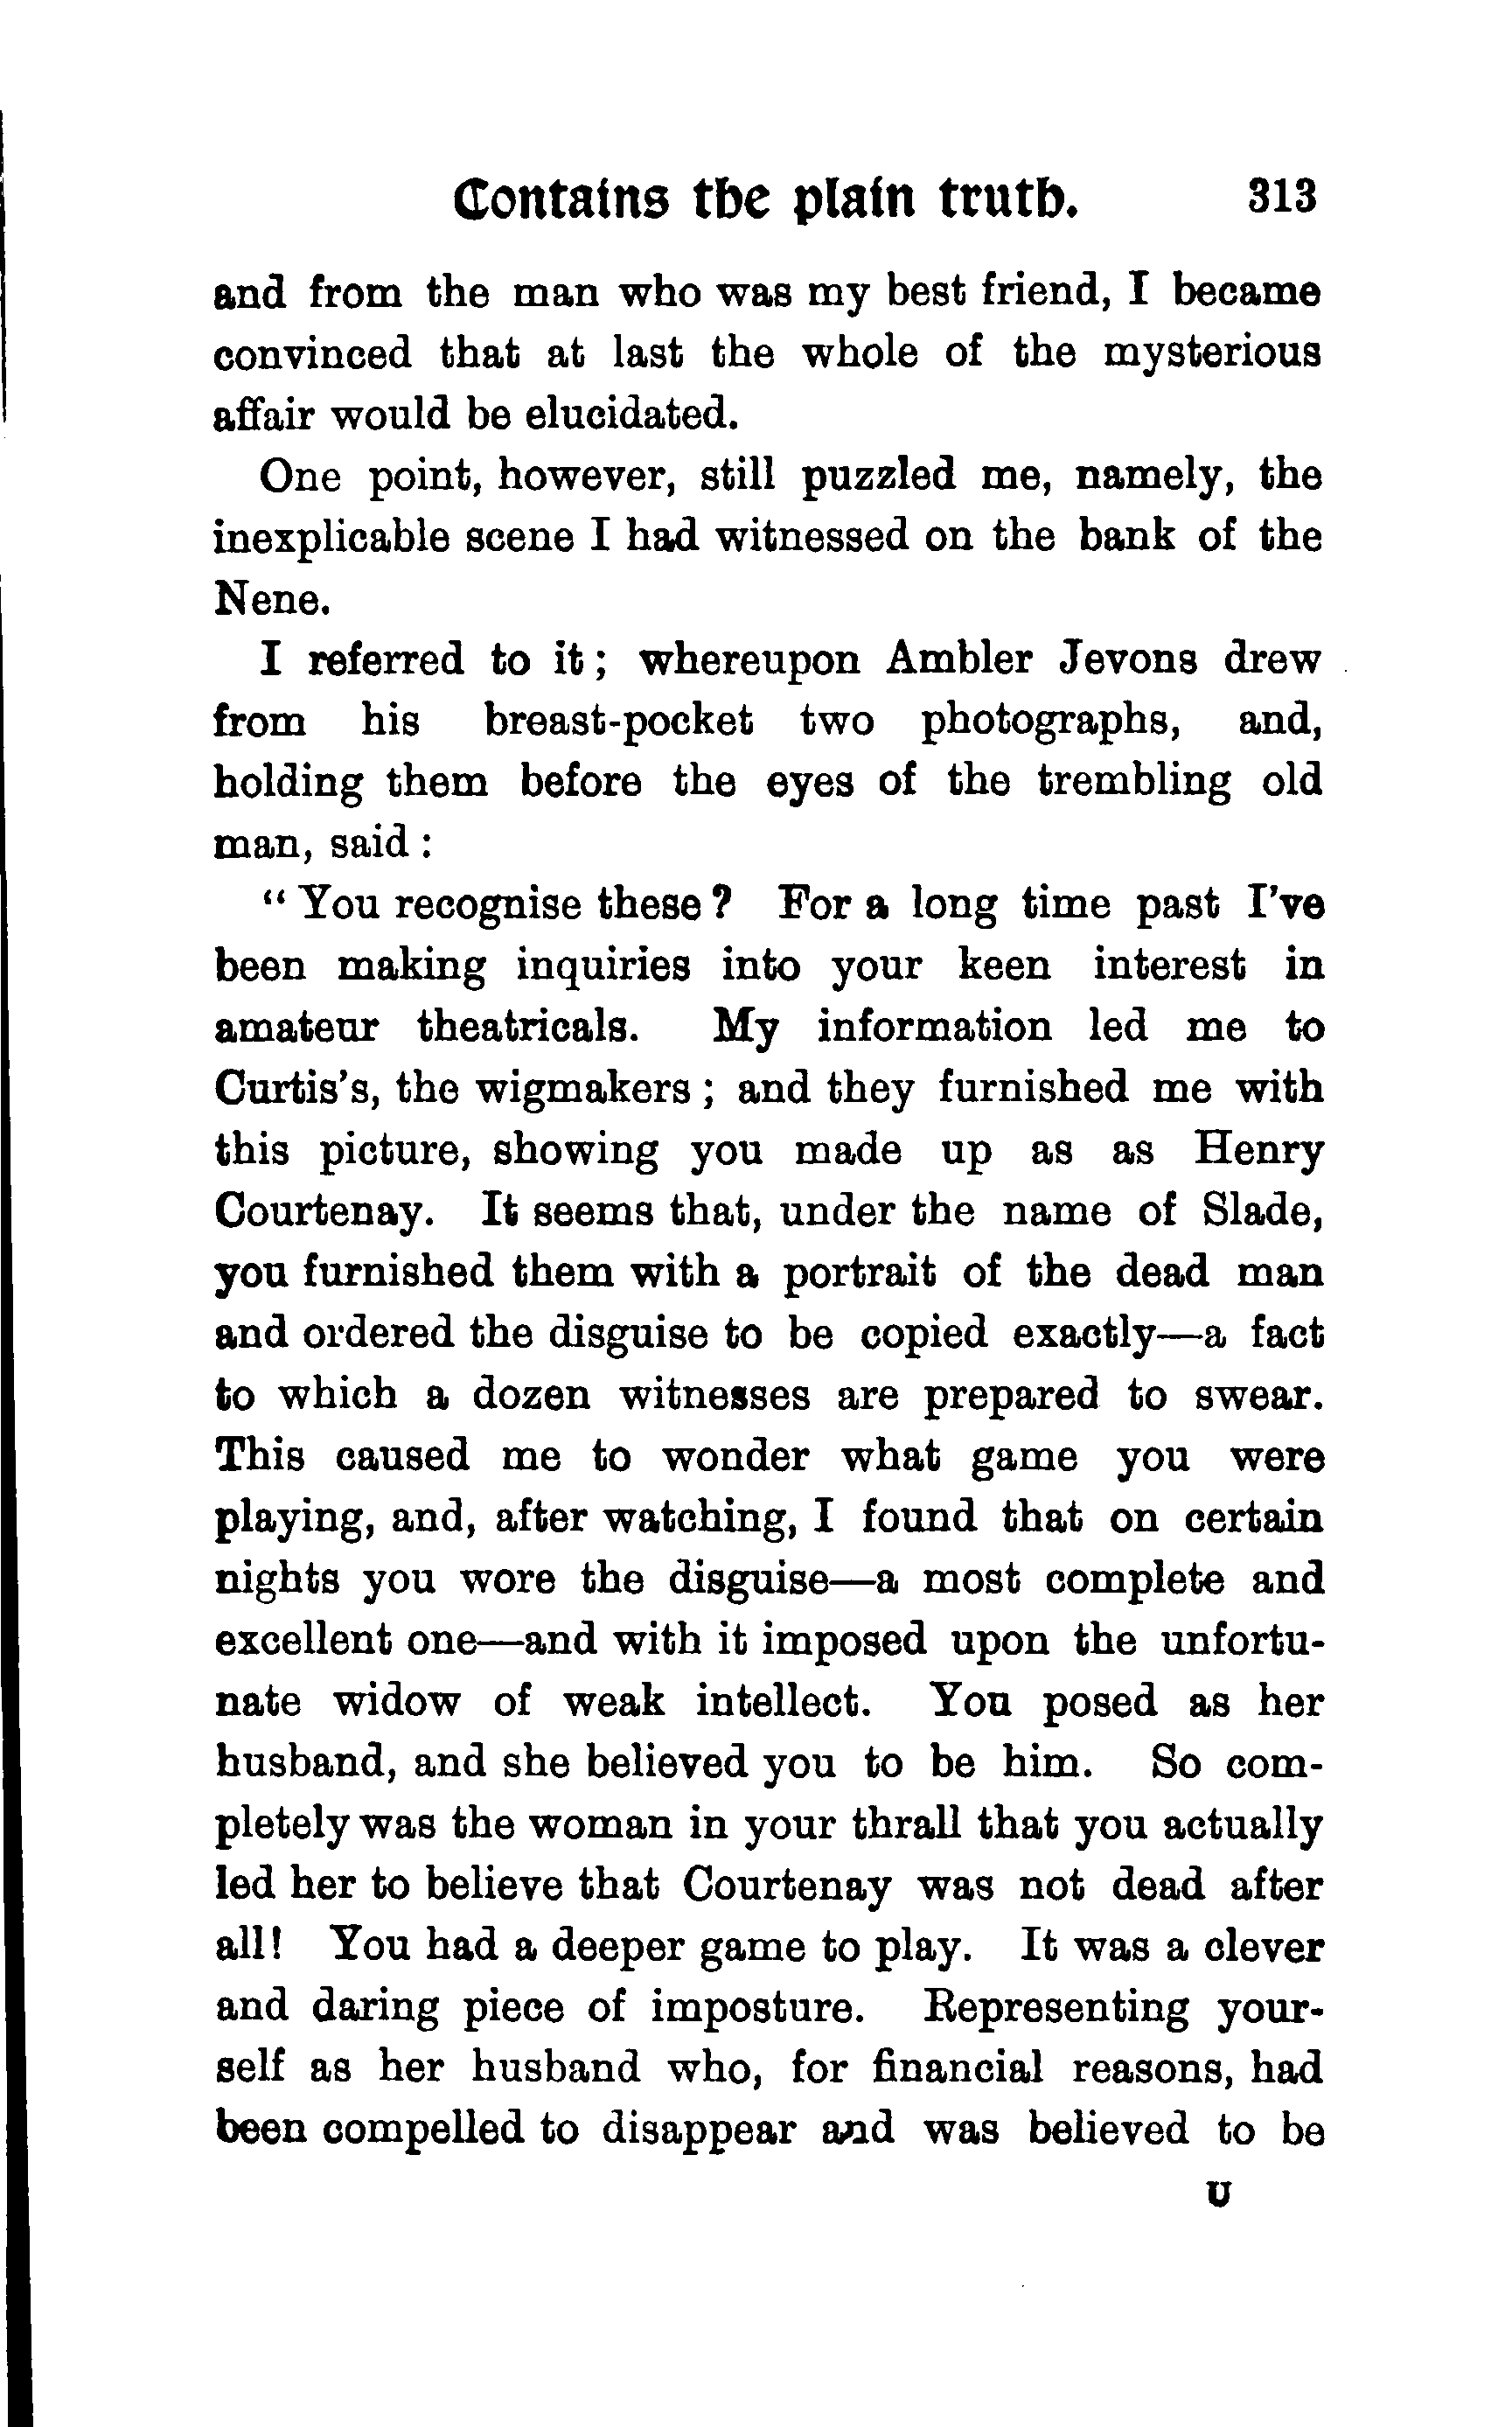 Contains the plain truth. 313
and from the man who was my best friend, I became
convinced that at last the whole of the mysterious
affair would be elucidated.
One point, however, still puzzled me, namely, the
inexplicable scene I had witnessed on the bank of the
Nene.
I referred to it; whereupon Ambler Jevons drew
from his breast-pocket two photographs, and,
holding them before the eyes of the trembling old
man, said:
"You recognise these? For a long time past I've
been making inquiries into your keen interest in
amateur theatricals. My information led me to
Curtis's, the wigmakers; and they furnished me with
this picture, showing you made up as as Henry
Courtenay. It seems that, under the name of Slade,
you furnished them with a portrait of the dead man
and ordered the disguise to be copied exactly—a fact
to which a dozen witnesses are prepared to swear.
This caused me to wonder what game you were
playing, and, after watching, I found that on certain
nights you wore the disguise—a most complete and
excellent one—and with it imposed upon the unfortu-
nate widow of weak intellect. You posed as her
husband, and she believed you to be him. So com-
pletely was the woman in your thrall that you actually
led her to believe that Courtenay was not dead after
all! You had a deeper game to play. It was a clever
and daring piece of imposture. Representing your-
self as her husband who, for financial reasons, had
been compelled to disappear and was believed to be
U